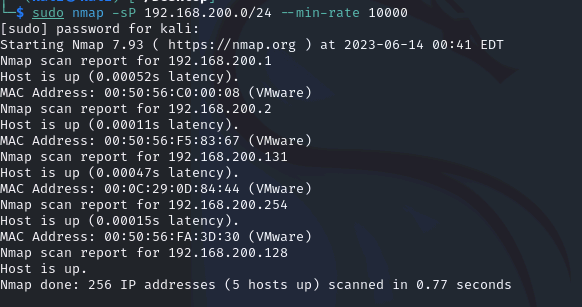 └─$ sudo nmap -sP 192.168.200.0/24 --min-rate 10000
[sudo] password for kali:
Starting Nmap 7.93 ( https://nmap.org ) at 2023-06-14 00:41 EDT
Nmap scan report for 192.168.200.1
Host is up (0.00052s latency).
MAC Address: 00:50:56:C0:00:08 (VMware)
Nmap scan report for 192.168.200.2
Host is up (0.00011s latency).
MAC Address: 00:50:56:F5:83:67 (VMware)
Nmap scan report for 192.168.200.131
Host is up (0.00047s latency).
MAC Address: 00:0C:29:0D:84:44 (VMware)
Nmap scan report for 192.168.200.254
Host is up (0.00015s latency).
MAC Address: 00:50:56:FA:3D:30 (VMware)
Nmap scan report for 192.168.200.128
Host is up.
Nmap done: 256 IP addresses (5 hosts up) scanned in 0.77 seconds